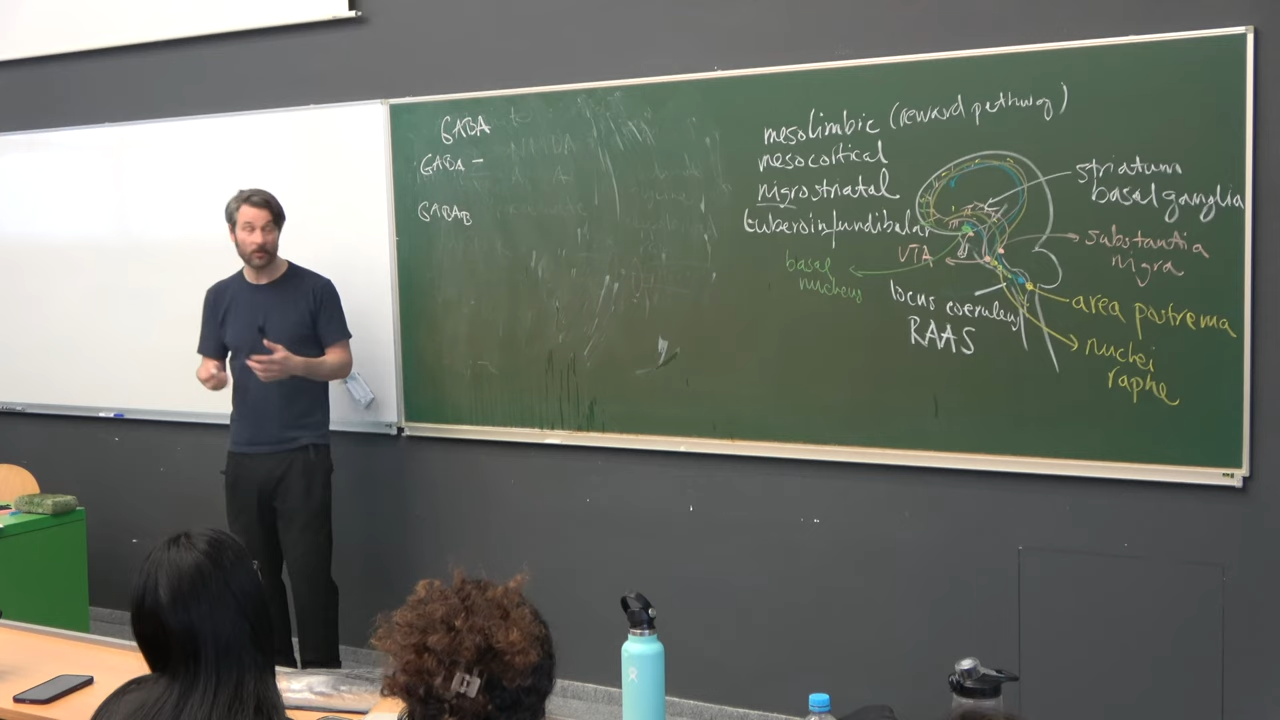 GABA
GABA -
GABAB
NMDA
mesolimbic (reward pathway)
mesocortical
nigrostriatal
tuberoinfundibular
striatum
basal ganglia
substantia
nigra
VTA
basal
nucleus
locus coeruleus
RAAS
area postrema
nuclei
raphe